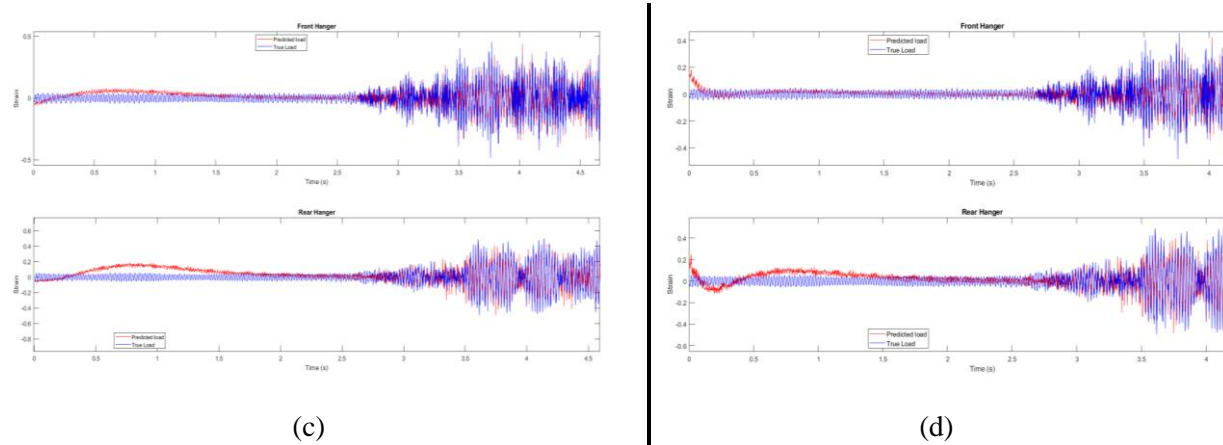 Front Hanger
0.5
0
-0.5
Strain
Predicted load
True Load
0 0.5 1 1.5 2 2.5 3 3.5 4 4.5
Time (s)
Rear Hanger
0.6
0.4
0.2
0
-0.2
-0.4
-0.6
-0.8
Strain
Predicted load
True Load
0 0.5 1 1.5 2 2.5 3 3.5 4 4.5
Time (s)
(c)
Front Hanger
0.4
0.2
0
-0.2
-0.4
Strain
Predicted load
True Load
0 0.5 1 1.5 2 2.5 3 3.5 4
Time (s)
Rear Hanger
0.4
0.2
0
-0.2
-0.4
-0.6
Strain
Predicted load
True Load
0 0.5 1 1.5 2 2.5 3 3.5 4
Time (s)
(d)